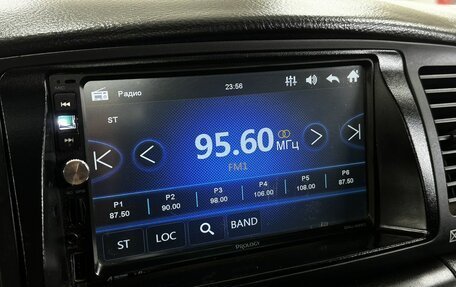 Радио 23:56
ST
95.60 МГц
FM1
P1 P2 P3 P4 P5 P6
87.50 90.00 98.00 106.00 108.00 87.50
ST LOC BAND
PROLOGY